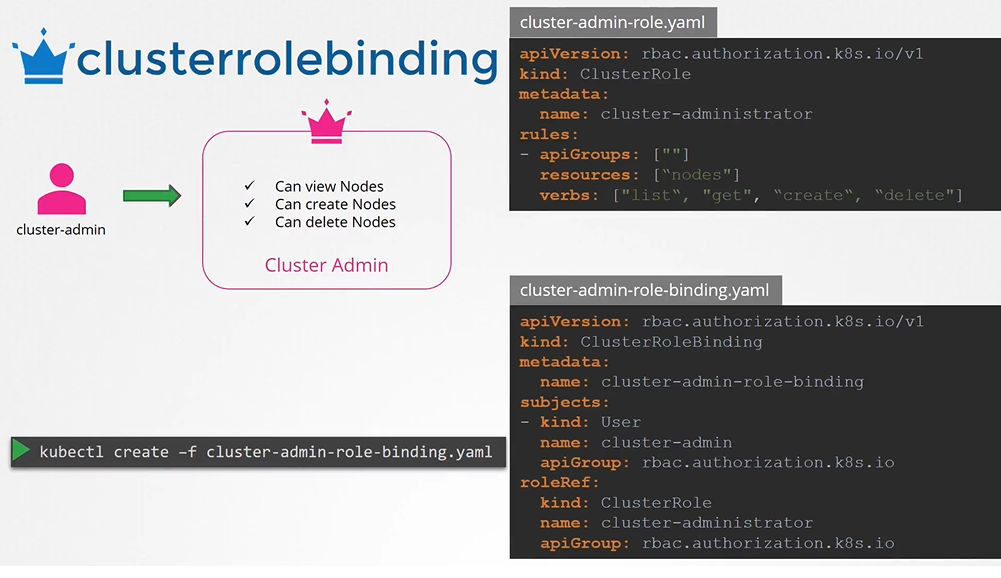 clusterrolebinding
cluster-admin
✓ Can view Nodes
✓ Can create Nodes
✓ Can delete Nodes
Cluster Admin
kubectl create –f cluster-admin-role-binding.yaml
cluster-admin-role.yaml
apiVersion: rbac.authorization.k8s.io/v1
kind: ClusterRole
metadata:
  name: cluster-administrator
rules:
- apiGroups: [""]
  resources: [“nodes"]
  verbs: ["list“, "get", “create“, “delete"]
cluster-admin-role-binding.yaml
apiVersion: rbac.authorization.k8s.io/v1
kind: ClusterRoleBinding
metadata:
  name: cluster-admin-role-binding
subjects:
- kind: User
  name: cluster-admin
  apiGroup: rbac.authorization.k8s.io
roleRef:
  kind: ClusterRole
  name: cluster-administrator
  apiGroup: rbac.authorization.k8s.io